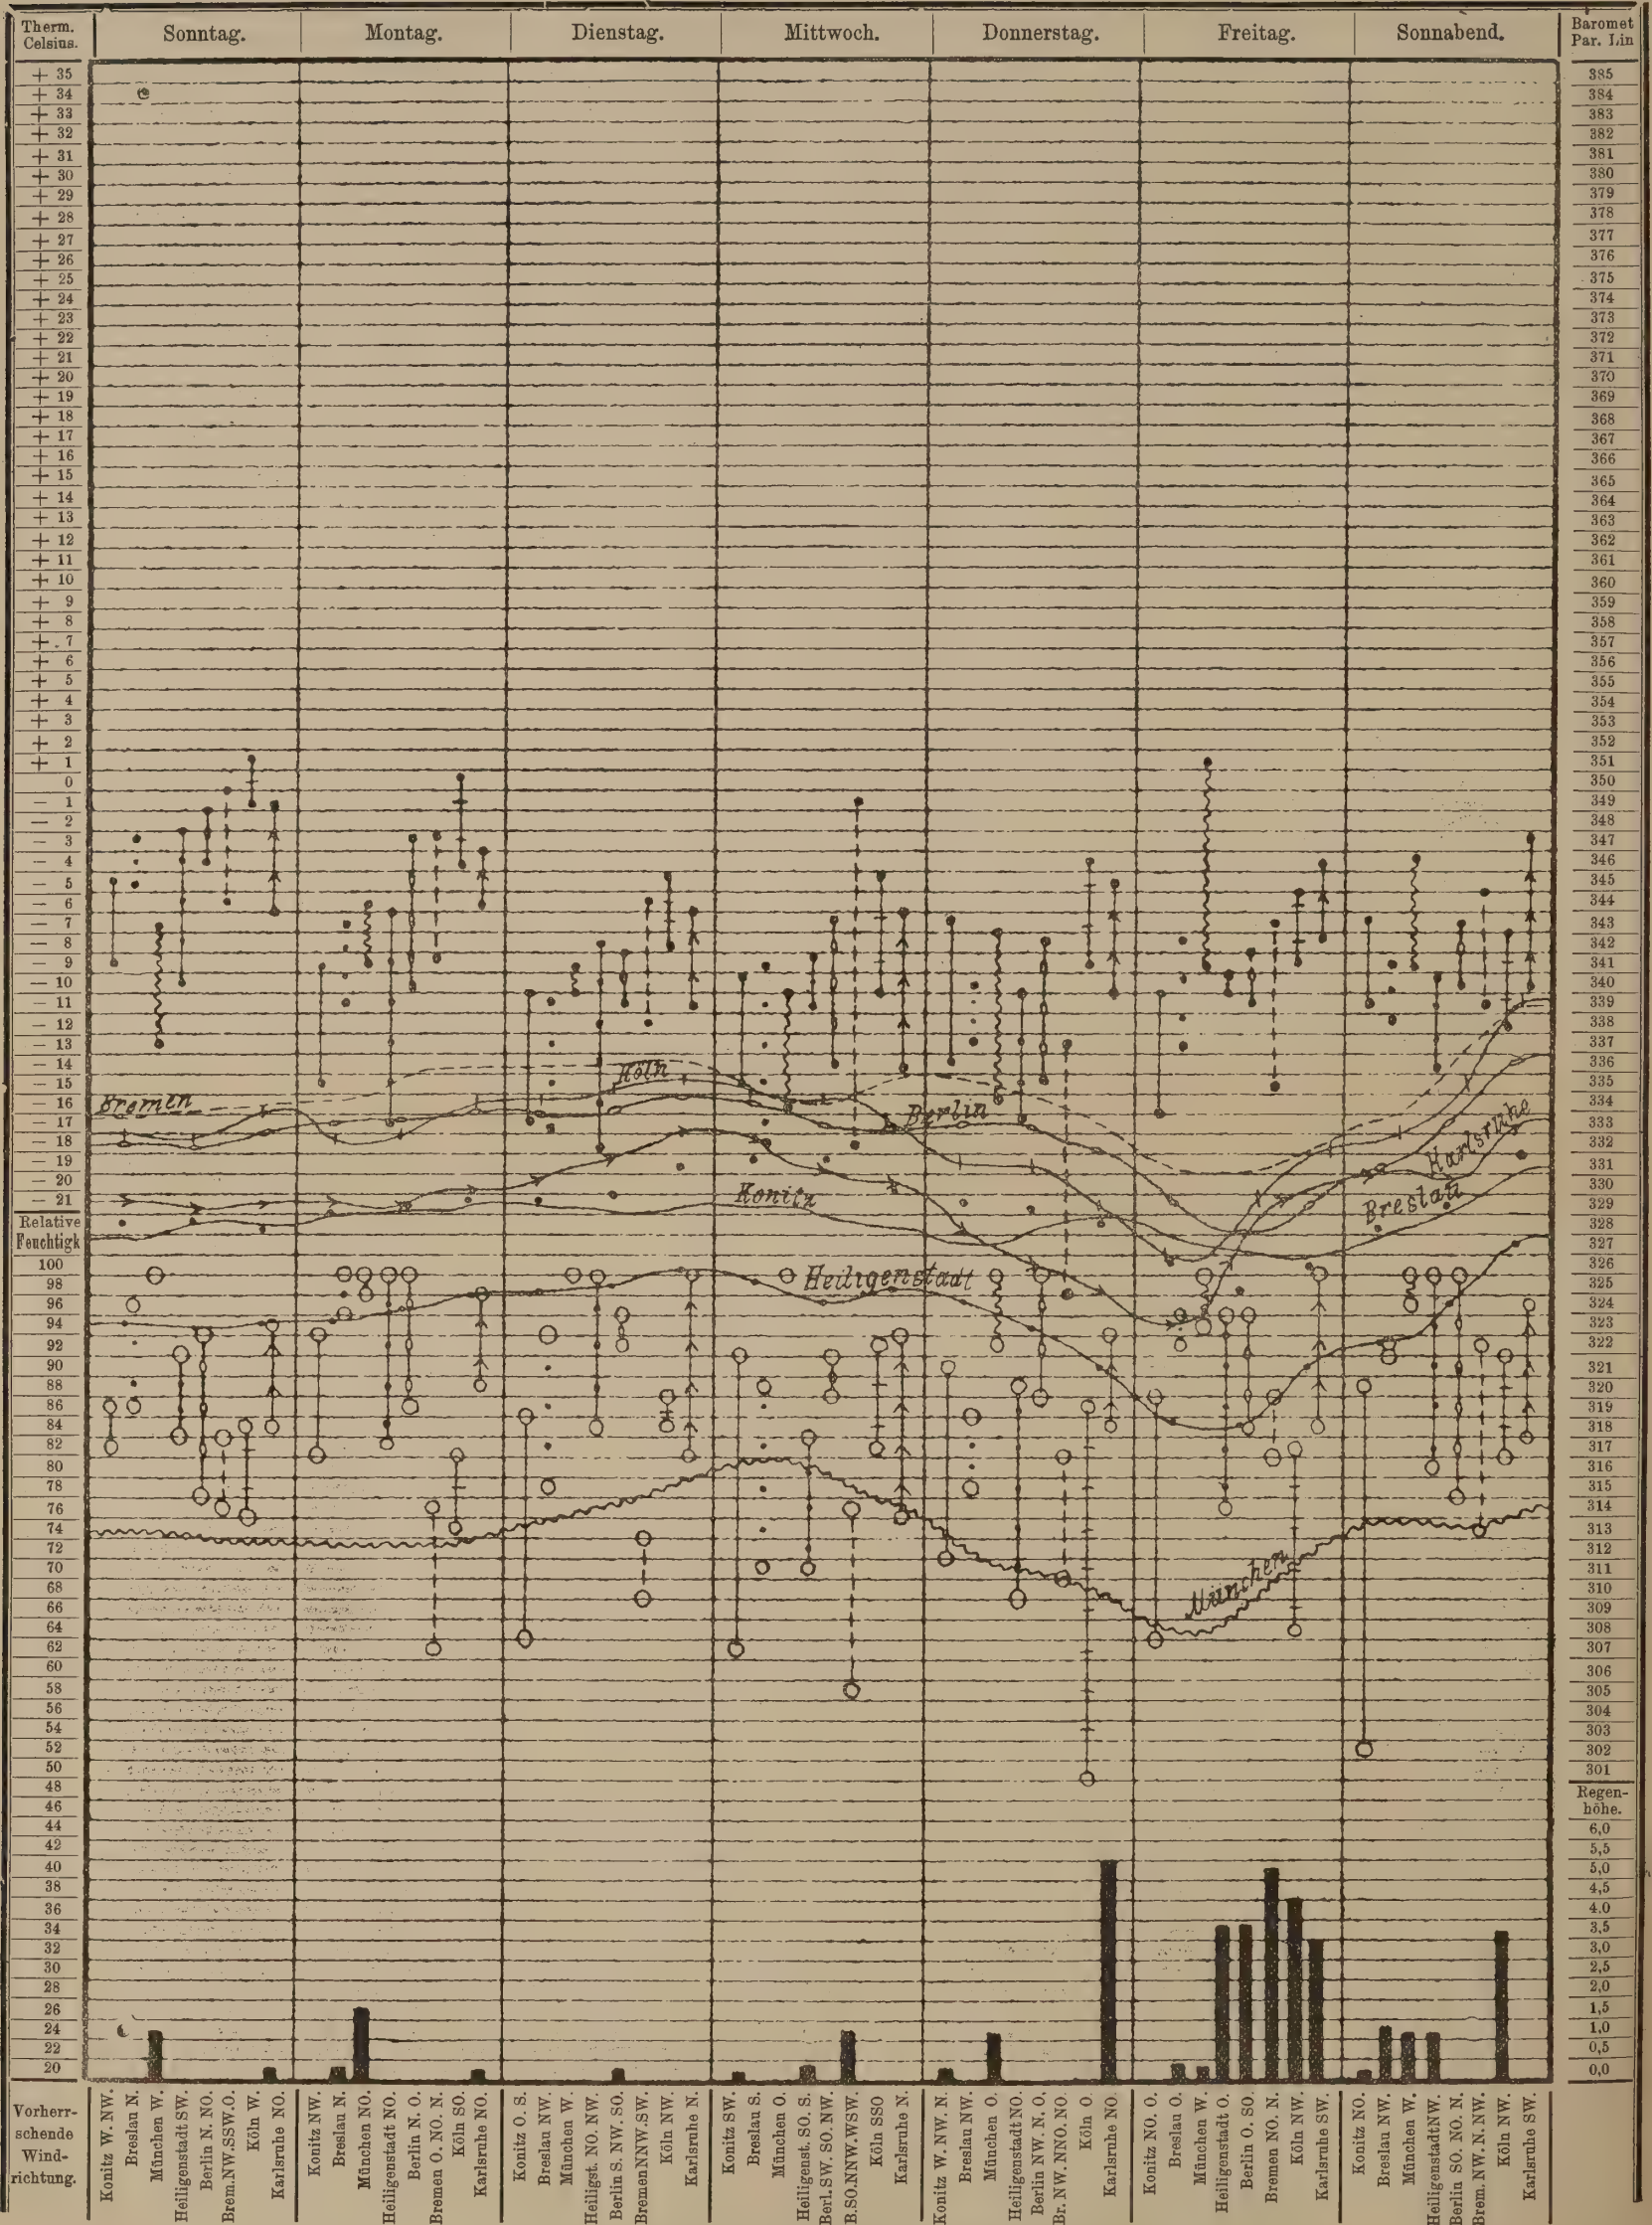 Therm.
Celsius.
Sonntag.
Montag.
Dienstag.
Mittwoch.
Donnerstag.
Freitag.
Sonnabend.
Baromet
Par. Lin
+ 35
+ 34
+ 33
+ 32
+ 31
+ 30
+ 29
+ 28
+ 27
+ 26
+ 25
+ 24
+ 23
+ 22
+ 21
+ 20
+ 19
+ 18
+ 17
+ 16
+ 15
+ 14
+ 13
+ 12
+ 11
+ 10
+ 9
+ 8
+ 7
+ 6
+ 5
+ 4
+ 3
+ 2
+ 1
0
— 1
— 2
— 3
— 4
— 5
— 6
— 7
— 8
— 9
— 10
— 11
— 12
— 13
— 14
— 15
— 16
— 17
— 18
— 19
— 20
— 21
Relative
Feuchtigk
100
98
96
94
92
90
88
86
84
82
80
78
76
74
72
70
68
66
64
62
60
58
56
54
52
50
48
46
44
42
40
38
36
34
32
30
28
26
24
22
20
Bremen
Köln
Berlin
Konitz
Heiligenstadt
Karlsruhe
Breslau
München
385
384
383
382
381
380
379
378
377
376
375
374
373
372
371
370
369
368
367
366
365
364
363
362
361
360
359
358
357
356
355
354
353
352
351
350
349
348
347
346
345
344
343
342
341
340
339
338
337
336
335
334
333
332
331
330
329
328
327
326
325
324
323
322
321
320
319
318
317
316
315
314
313
312
311
310
309
308
307
306
305
304
303
302
301
Regen-
höhe.
6,0
5,5
5,0
4,5
4.0
3,5
3,0
2,5
2,0
1,5
1,0
0,5
0,0
Vorherr-
schende
Wind-
richtung.
Konitz W. NW.
Breslau N.
München W.
Heiligenstadt SW.
Berlin N. NO.
Brem.NW.SSW.O.
Köln W.
Karlsruhe NO.
Konitz NW.
Breslau N.
München NO.
Heiligenstadt NO.
Berlin N. O.
Bremen O. NO. N.
Köln SO.
Karlsruhe NO.
Konitz O. S.
Breslau NW.
München W.
Heiligst. NO. NW.
Berlin S. NW. SO.
BremenNNW.SW.
Köln NW.
Karlsruhe N.
Konitz SW.
Breslau S.
München O.
Heiligenst. SO. S.
Berl. SW. SO. NW.
B.SO.NNW.WSW.
Köln SSO
Karlsruhe N.
Konitz W. NW. N.
Breslau NW.
München O.
Heiligenstadt NO.
Berlin NW. N. O.
Br. NW. NNO. NO
Köln O
Karlsruhe NO
Konitz NO. O.
Breslau O.
München W.
Heiligenstadt O.
Berlin O. SO.
Bremen NO. N.
Köln NW.
Karlsruhe SW.
Konitz NO.
Breslau NW.
München W.
HeiligenstadtNW.
Berlin SO. NO. N.
Brem. NW. N. NW.
Köln NW.
Karlsruhe SW.